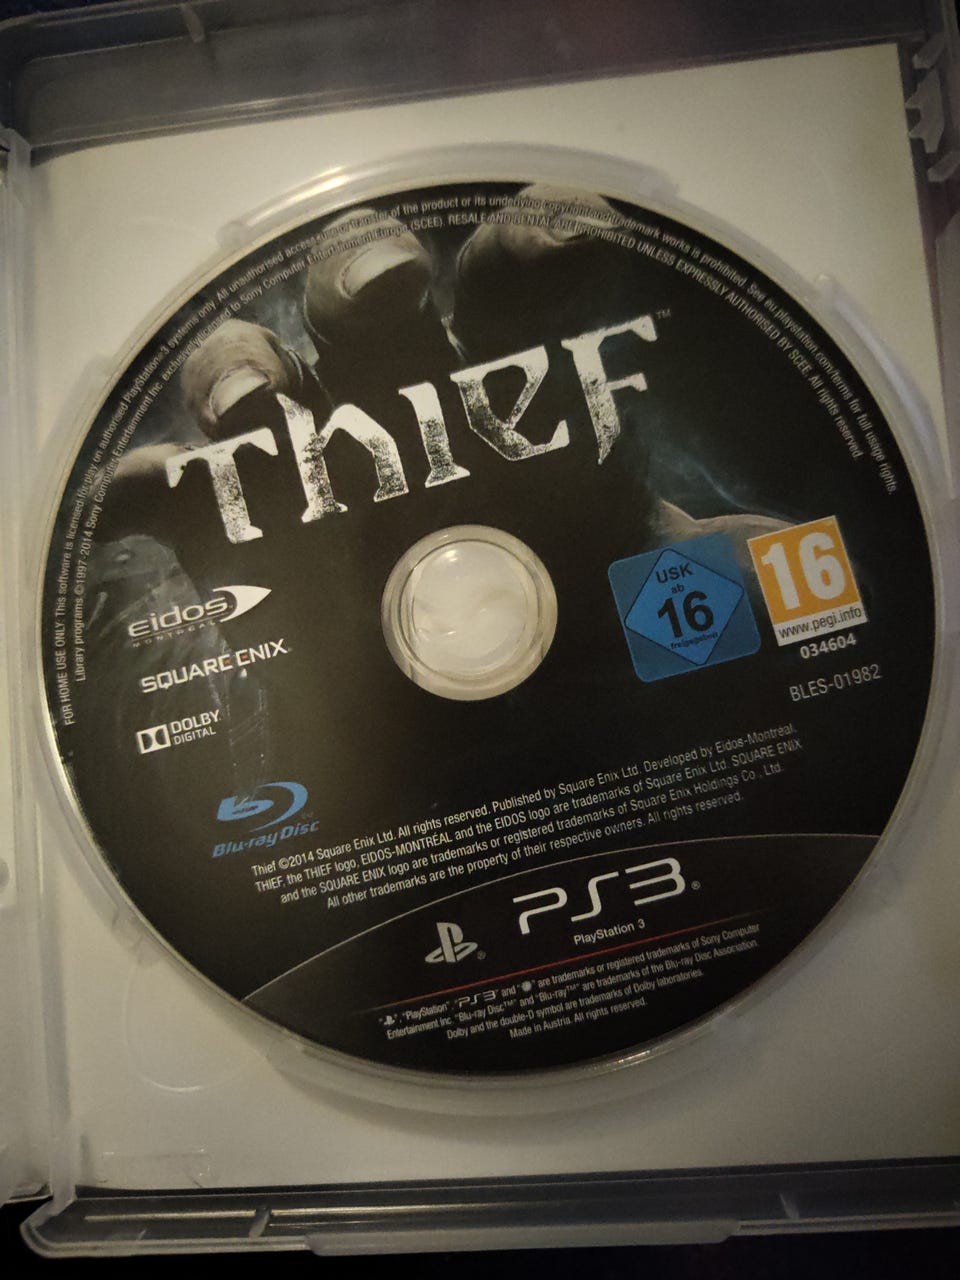 FOR HOME USE ONLY: This software is licensed for play on authorised PlayStation®3 systems only. All unauthorised access, use or transfer of the product or its underlying copyright and trademark works is prohibited. See eu.playstation.com/terms for full usage rights.
Library programs ©1997-2014 Sony Computer Entertainment Inc. exclusively licensed to Sony Computer Entertainment Europe (SCEE). RESALE AND RENTAL ARE PROHIBITED UNLESS EXPRESSLY AUTHORISED BY SCEE. All rights reserved.
THIEF™
eidos™
MONTRÉAL
SQUARE ENIX.
DOLBY
DIGITAL
USK
ab
16
freigegeben
16
www.pegi.info
034604
BLES-01982
Blu-ray Disc™
Thief ©2014 Square Enix Ltd. All rights reserved. Published by Square Enix Ltd. Developed by Eidos-Montréal.
THIEF, the THIEF logo, EIDOS-MONTRÉAL and the EIDOS logo are trademarks of Square Enix Ltd. SQUARE ENIX
and the SQUARE ENIX logo are trademarks or registered trademarks of Square Enix Holdings Co., Ltd.
All other trademarks are the property of their respective owners. All rights reserved.
PS3®
PlayStation 3
"PlayStation", "PS3" and " " are trademarks or registered trademarks of Sony Computer
Entertainment Inc. "Blu-ray Disc™" and "Blu-ray™" are trademarks of the Blu-ray Disc Association.
Dolby and the double-D symbol are trademarks of Dolby laboratories.
Made in Austria. All rights reserved.